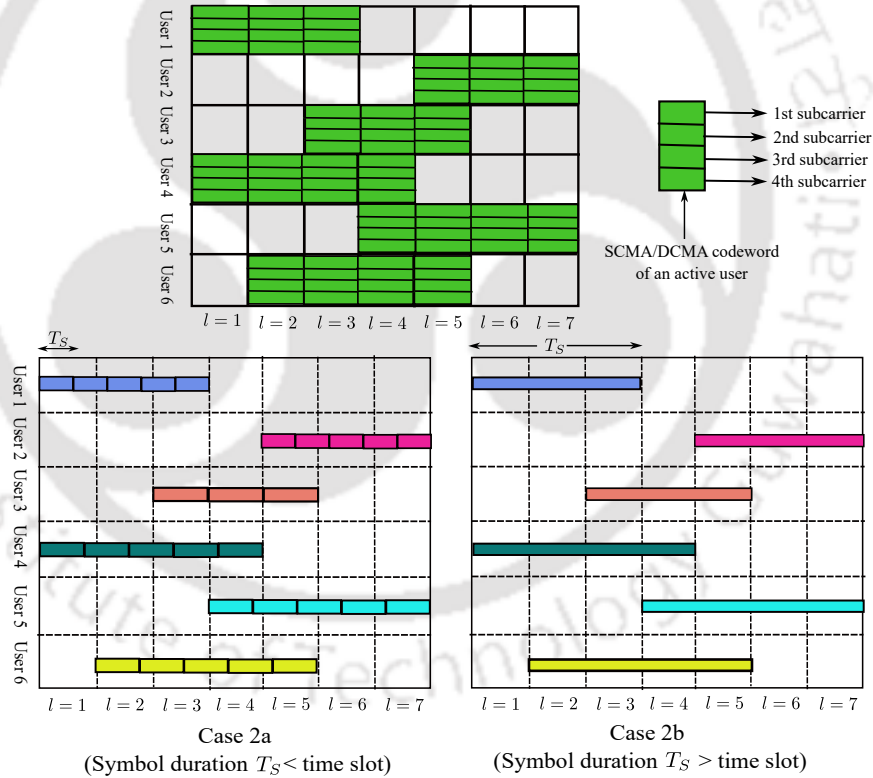 User 1
User 2
User 3
User 4
User 5
User 6
l = 1 l = 2 l = 3 l = 4 l = 5 l = 6 l = 7
1st subcarrier
2nd subcarrier
3rd subcarrier
4th subcarrier
SCMA/DCMA codeword
of an active user
T_S
User 1
User 2
User 3
User 4
User 5
User 6
l = 1 l = 2 l = 3 l = 4 l = 5 l = 6 l = 7
Case 2a
(Symbol duration T_S < time slot)
T_S
l = 1 l = 2 l = 3 l = 4 l = 5 l = 6 l = 7
Case 2b
(Symbol duration T_S > time slot)
itute of Technology Guwahati